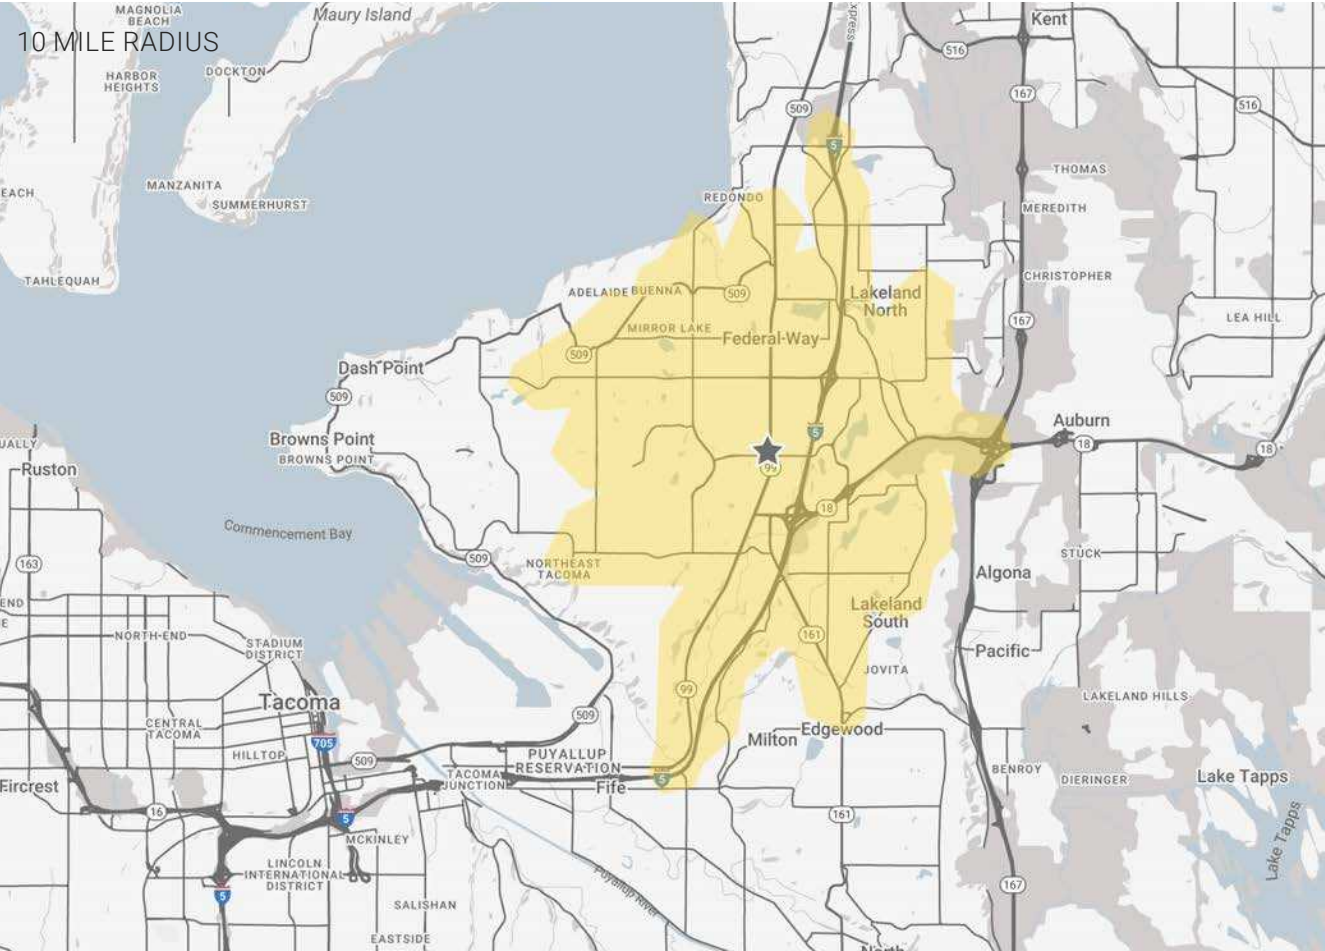 MAGNOLIA
BEACH
Maury Island
10 MILE RADIUS
Kent
xpress
516
DOCKTON
HARBOR
HEIGHTS
167
509
516
5
THOMAS
EACH
MANZANITA
REDONDO
SUMMERHURST
MEREDITH
TAHLEQUAH
CHRISTOPHER
ADELAIDE
BUENNA
509
Lakeland
North
LEA HILL
167
MIRROR LAKE
Federal Way
509
Dash Point
509
Auburn
5
Browns Point
BROWNS POINT
UALLY
Ruston
99
18
18
18
Commencement Bay
509
163
NORTHEAST
TACOMA
STUCK
Algona
END
E
Lakeland
South
NORTH-END
STADIUM
DISTRICT
161
Pacific
JOVITA
99
LAKELAND HILLS
Tacoma
509
CENTRAL
TACOMA
Edgewood
Milton
705
HILLTOP
509
PUYALLUP
RESERVATION
BENROY
DIERINGER
Lake Tapps
TACOMA
JUNCTION
5
Fife
Fircrest
16
5
161
MCKINLEY
Lake Tapps
LINCOLN
INTERNATIONAL
DISTRICT
Puyallup River
167
5
SALISHAN
EASTSIDE
North